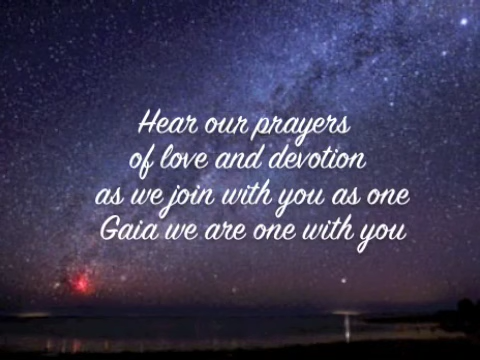 Hear our prayers
of love and devotion
as we join with you as one
Gaia we are one with you